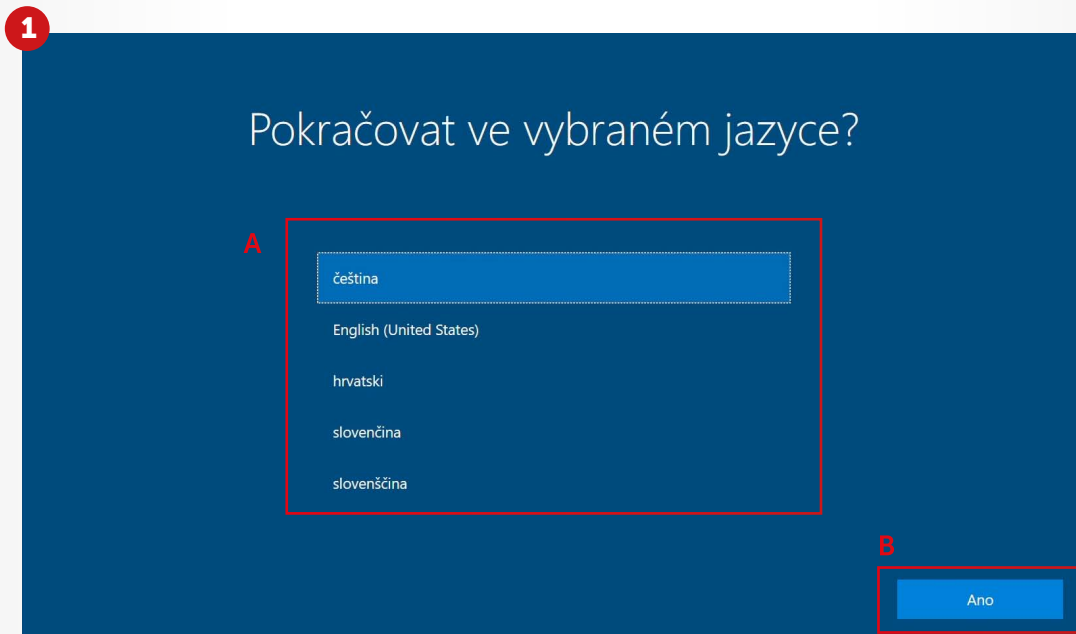 1
Pokračovat ve vybraném jazyce?
A
čeština
English (United States)
hrvatski
slovenčina
slovenščina
B
Ano